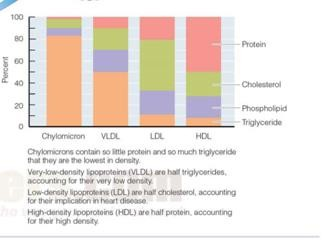 100
80
60
40
20
0
Percent
Protein
Cholesterol
Phospholipid
Triglyceride
Chylomicron VLDL LDL HDL
Chylomicrons contain so little protein and so much triglyceride
that they are the lowest in density.
Very-low-density lipoproteins (VLDL) are half triglycerides,
accounting for their very low density.
Low-density lipoproteins (LDL) are half cholesterol, accounting
for their implication in heart disease.
High-density lipoproteins (HDL) are half protein, accounting
for their high density.